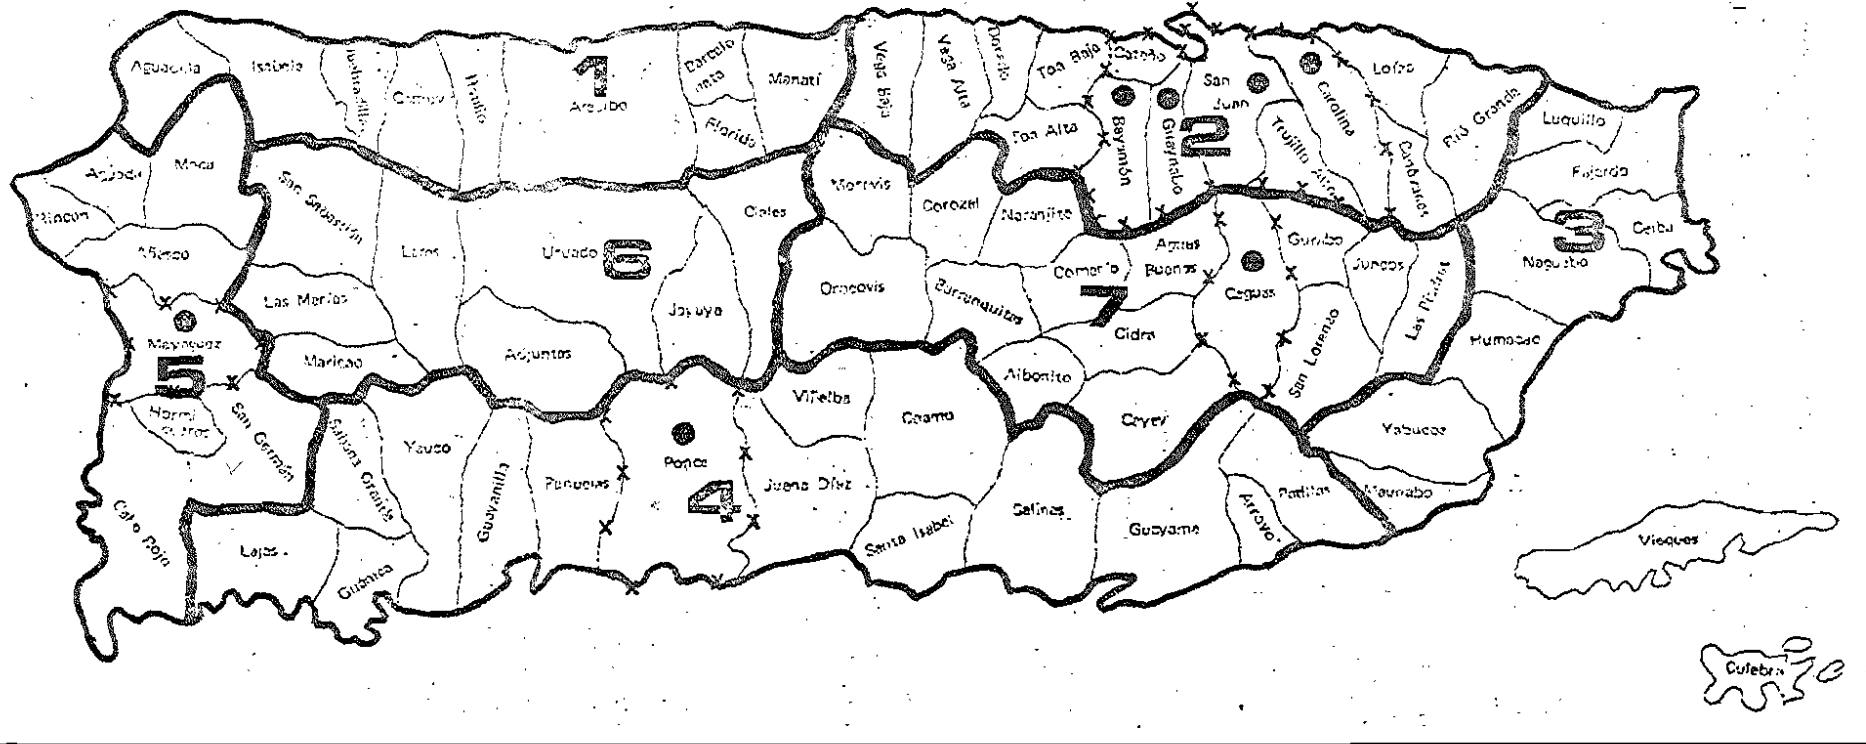 Aguadilla
Isabela
Quebradillas
Camuy
Hatillo
1
Arecibo
Barcelo
neta
Manatí
Florida
Vega Baja
Vega Alta
Dorado
Toa Baja
Cataño
Toa Alta
Bayamón
Guaynabo
San
Juan
2
Trujillo Alto
Carolina
Loíza
Canóvanas
Río Grande
Luquillo
Fajardo
3
Ceiba
Naguabo
Humacao
Aguada
Moca
Rincón
Añasco
San Sebastián
Lares
Utuado
6
Ciales
Jayuya
Las Marías
Maricao
Adjuntas
Morovis
Corozal
Naranjito
Orocovis
Barranquitas
Comerío
7
Aguas
Buenas
Caguas
Gurabo
Juncos
Las Piedras
San Lorenzo
Cidra
Aibonito
Cayey
Yabucoa
Maunabo
Mayaguez
5
Hormi
gueros
San Germán
Cabo Rojo
Sabana Grande
Lajas
Guánica
Yauco
Guayanilla
Peñuelas
Ponce
4
Villalba
Juana Díaz
Coamo
Santa Isabel
Salinas
Guayama
Arroyo
Patillas
Vieques
Culebra